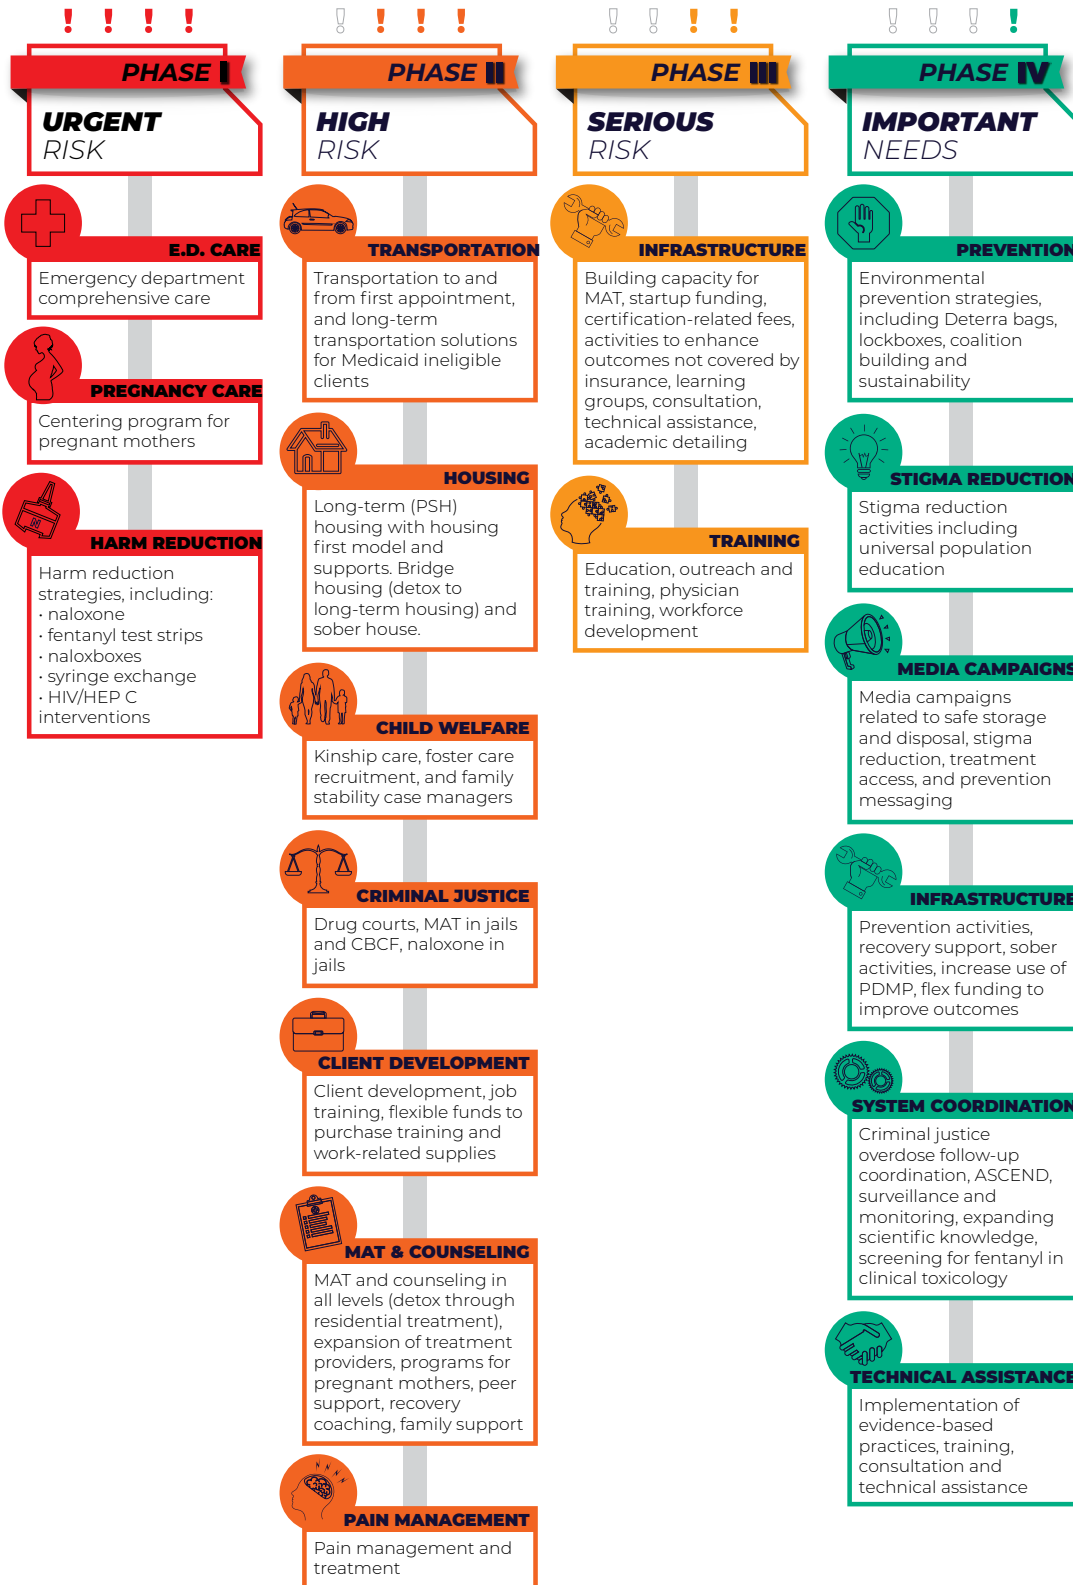 PHASE I
URGENT
RISK
E.D. CARE
Emergency department
comprehensive care
PREGNANCY CARE
Centering program for
pregnant mothers
HARM REDUCTION
Harm reduction
strategies, including:
• naloxone
• fentanyl test strips
• naloxboxes
• syringe exchange
• HIV/HEP C
interventions
PHASE II
HIGH
RISK
TRANSPORTATION
Transportation to and
from first appointment,
and long-term
transportation solutions
for Medicaid ineligible
clients
HOUSING
Long-term (PSH)
housing with housing
first model and
supports. Bridge
housing (detox to
long-term housing) and
sober house.
CHILD WELFARE
Kinship care, foster care
recruitment, and family
stability case managers
CRIMINAL JUSTICE
Drug courts, MAT in jails
and CBCF, naloxone in
jails
CLIENT DEVELOPMENT
Client development, job
training, flexible funds to
purchase training and
work-related supplies
MAT & COUNSELING
MAT and counseling in
all levels (detox through
residential treatment),
expansion of treatment
providers, programs for
pregnant mothers, peer
support, recovery
coaching, family support
PAIN MANAGEMENT
Pain management and
treatment
PHASE III
SERIOUS
RISK
INFRASTRUCTURE
Building capacity for
MAT, startup funding,
certification-related fees,
activities to enhance
outcomes not covered by
insurance, learning
groups, consultation,
technical assistance,
academic detailing
TRAINING
Education, outreach and
training, physician
training, workforce
development
PHASE IV
IMPORTANT
NEEDS
PREVENTION
Environmental
prevention strategies,
including Deterra bags,
lockboxes, coalition
building and
sustainability
STIGMA REDUCTION
Stigma reduction
activities including
universal population
education
MEDIA CAMPAIGNS
Media campaigns
related to safe storage
and disposal, stigma
reduction, treatment
access, and prevention
messaging
INFRASTRUCTURE
Prevention activities,
recovery support, sober
activities, increase use of
PDMP, flex funding to
improve outcomes
SYSTEM COORDINATION
Criminal justice
overdose follow-up
coordination, ASCEND,
surveillance and
monitoring, expanding
scientific knowledge,
screening for fentanyl in
clinical toxicology
TECHNICAL ASSISTANCE
Implementation of
evidence-based
practices, training,
consultation and
technical assistance